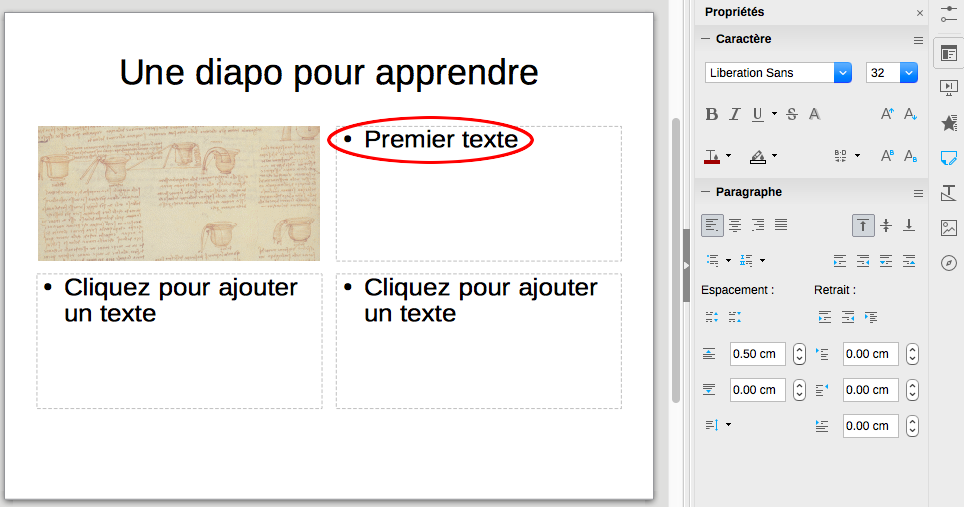 Une diapo pour apprendre
• Premier texte
• Cliquez pour ajouter
un texte
• Cliquez pour ajouter
un texte
Propriétés
Caractère
Liberation Sans
32
Paragraphe
Espacement :
Retrait :
0.50 cm
0.00 cm
0.00 cm
0.00 cm
0.00 cm